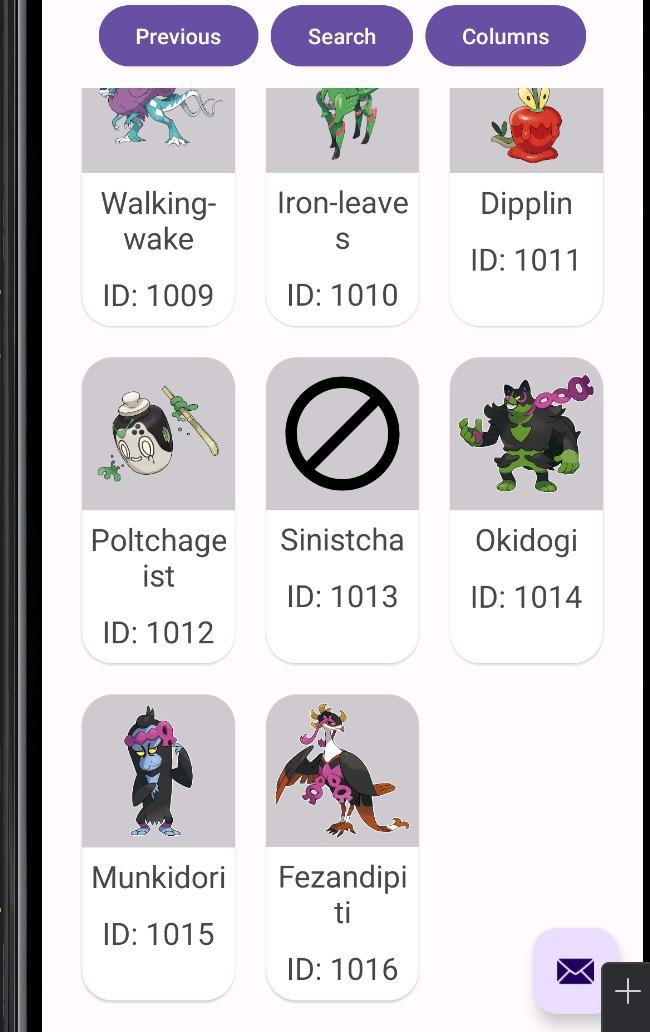 Previous
Search
Columns
Walking-
wake
ID: 1009
Iron-leave
s
ID: 1010
Dipplin
ID: 1011
Poltchage
ist
ID: 1012
Sinistcha
ID: 1013
Okidogi
ID: 1014
Munkidori
ID: 1015
Fezandipi
ti
ID: 1016